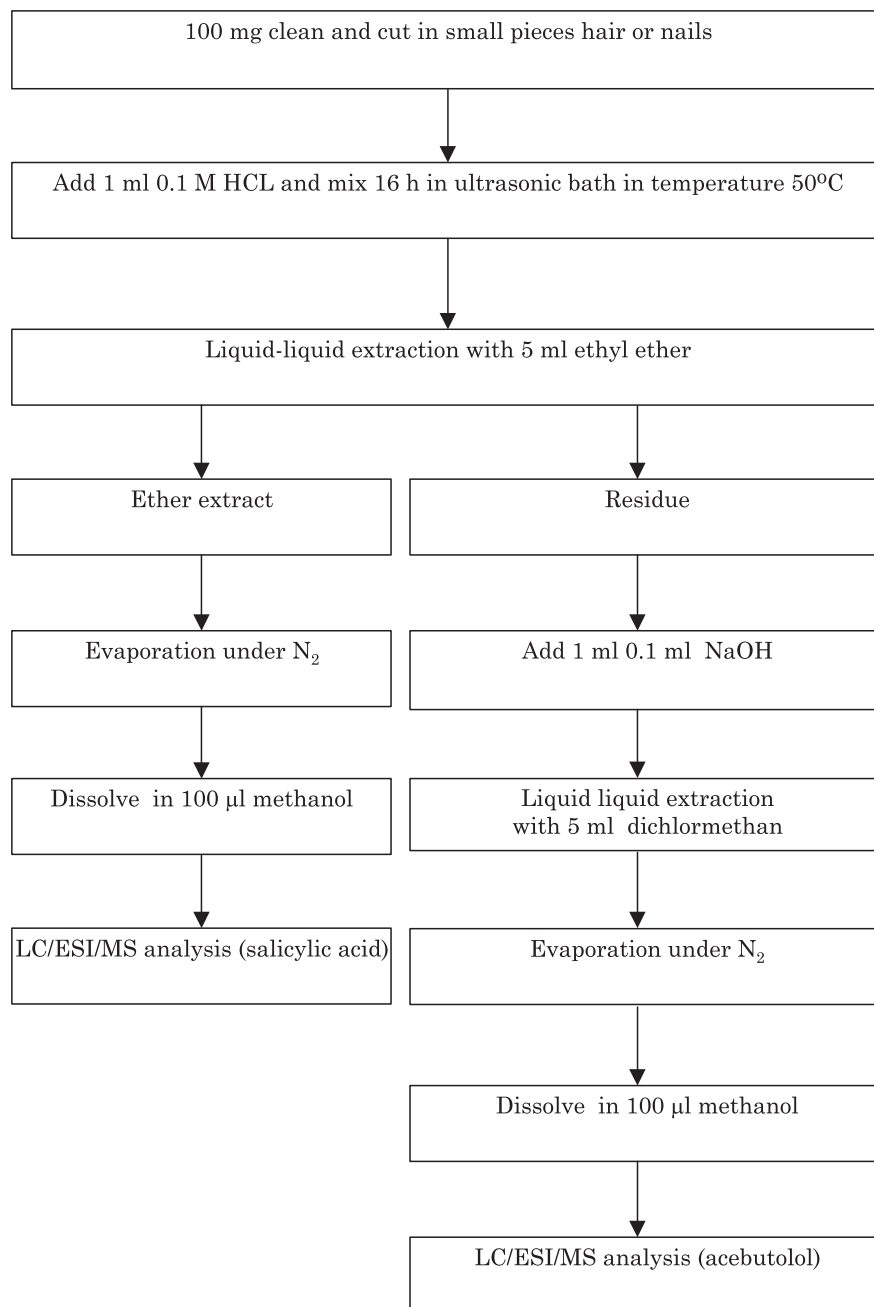 100 mg clean and cut in small pieces hair or nails
Add 1 ml 0.1 M HCL and mix 16 h in ultrasonic bath in temperature 50ºC
Liquid-liquid extraction with 5 ml ethyl ether
Ether extract
Residue
Evaporation under N₂
Add 1 ml 0.1 ml NaOH
Dissolve in 100 µl methanol
Liquid liquid extraction
with 5 ml dichlormethan
LC/ESI/MS analysis (salicylic acid)
Evaporation under N₂
Dissolve in 100 µl methanol
LC/ESI/MS analysis (acebutolol)